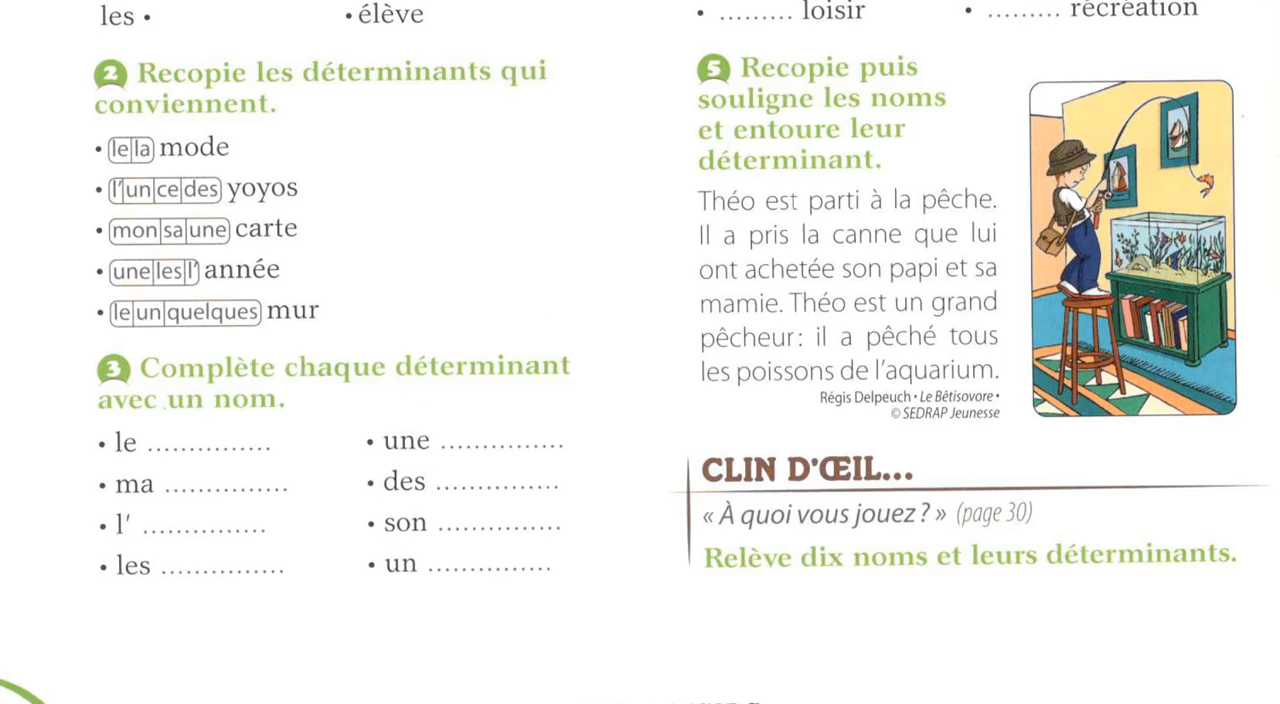 les • • élève
2 Recopie les déterminants qui
conviennent.
• le la mode
• l' un ce des yoyos
• mon sa une carte
• une les l' année
• le un quelques mur
3 Complète chaque déterminant
avec un nom.
• le ............... • une ...............
• ma ............... • des ...............
• l' ............... • son ...............
• les ............... • un ...............
• ......... loisir • ......... récréation
5 Recopie puis
souligne les noms
et entoure leur
déterminant.
Théo est parti à la pêche.
Il a pris la canne que lui
ont achetée son papi et sa
mamie. Théo est un grand
pêcheur : il a pêché tous
les poissons de l'aquarium.
Régis Delpeuch • Le Bêtisovore •
© SEDRAP Jeunesse
CLIN D'ŒIL...
« À quoi vous jouez ? » (page 30)
Relève dix noms et leurs déterminants.